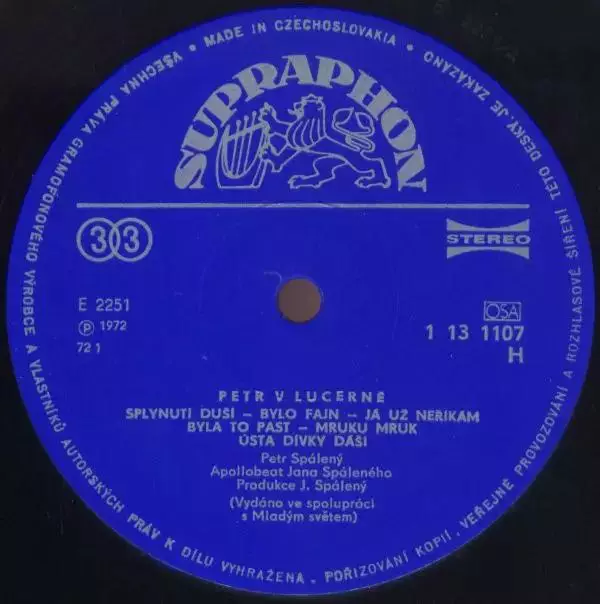 VŠECHNA PRÁVA GRAMOFONOVÉHO VÝROBCE A VLASTNÍKŮ AUTORSKÝCH PRÁV K DÍLU VYHRAŽENA. POŘIZOVÁNÍ KOPIÍ, VEŘEJNÉ PROVOZOVÁNÍ A ROZHLASOVÉ ŠÍŘENÍ TÉTO DESKY JE ZAKÁZÁNO
• MADE IN CZECHOSLOVAKIA •
SUPRAPHON
33
STEREO
E 2251
Ⓟ 1972
72 1
OSA
1 13 1107
H
PETR V LUCERNĚ
SPLYNUTÍ DUŠÍ – BYLO FAJN – JÁ UŽ NEŘÍKÁM
BYLA TO PAST – MRUKU MRUK
ÚSTA DÍVKY DÁŠI
Petr Spálený
Apollobeat Jana Spáleného
Produkce J. Spálený
(Vydáno ve spolupráci
s Mladým světem)